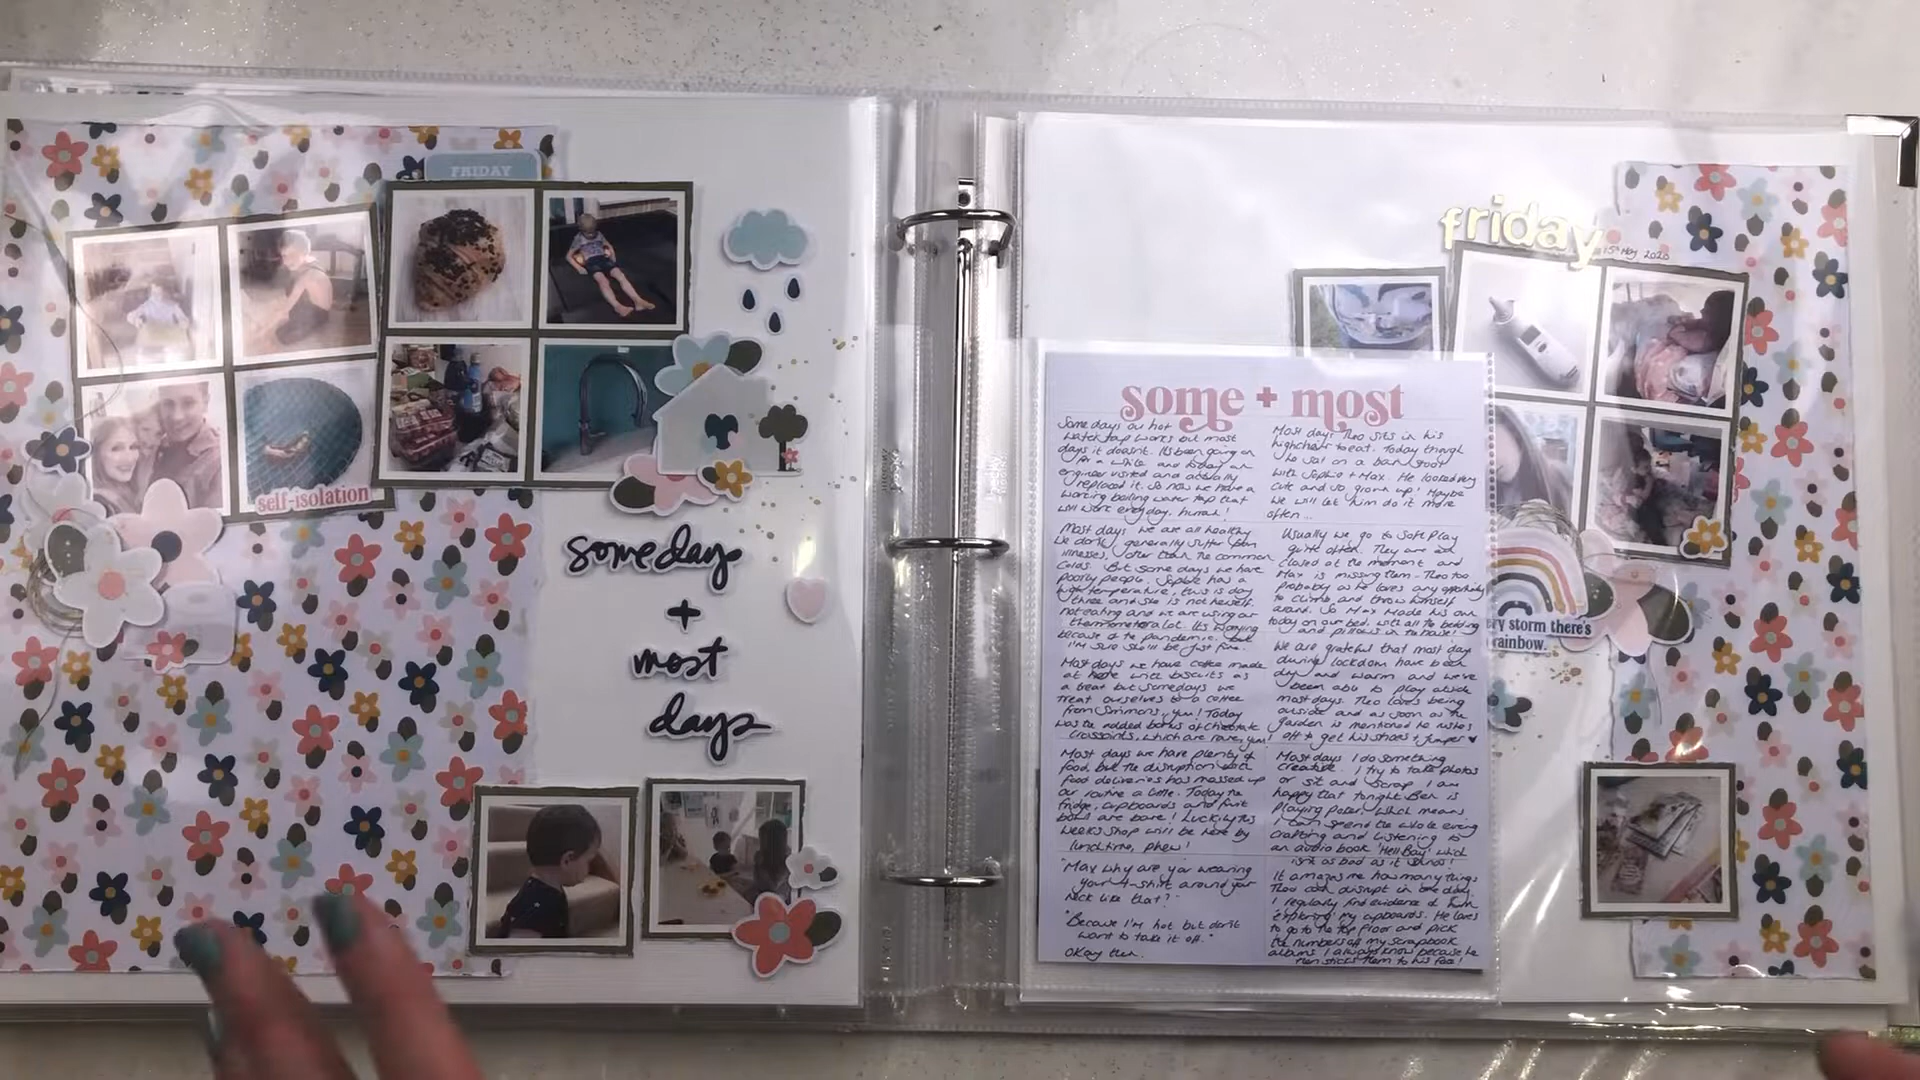 FRIDAY
self-isolation
some days
+
most
days
friday
15th May 2020
some + most
Some days our hot
water tap works but most
days it doesn't. It's been going on
for a while and today an
engineer visited and actually
replaced it. So now we have a
working boiling water tap that
will work everyday, hurrah!
Most days we are all healthy
We don't generally suffer from
illnesses, other than the common
colds. But some days we have
poorly people. Sophie has a
high temperature, this is day
three and she is not herself.
not eating and we are using our
thermometer a lot. It's worrying
because of the pandemic. But
I'm sure she'll be just fine.
Most days we have coffee made
at home with biscuits as
a treat but somedays we
treat ourselves to a coffee
from Simmons, yum! Today
was the added bonus of chocolate
croissants, which are rare, yum!
Most days we have plenty of
food, but the disruption
food deliveries has messed up
our routine a little. Today the
fridge, cupboards and fruit
bowl are bare! Luckily this
weeks shop will be here by
lunchtime, phew!
"Max why are you wearing
your t-shirt around your
neck like that?"
"Because I'm hot but don't
want to take it off."
Okay then.
Most days Theo sits in his
highchair to eat. Today though
he sat on a bar stool
with Sophie + Max. He looked very
cute and so grown up! Maybe
we will let him do it more
often...
Usually we go to Soft Play
quite often. They are all
closed at the moment and
Max is missing them. Theo too
probably as he loves any opportunity
to climb and throw himself
around. So Max made his own
today on our bed, with all the bedding
and pillows in the house!
We are grateful that most days
during lockdown have been
dry and warm and we've
been able to play outside
most days. Theo loves being
outside and as soon as the
garden is mentioned he rushes
off to get his shoes + jumper ♥
Most days I do something
creative. I try to take photos
or sit and scrap. I am
happy that tonight Ben is
playing poker. Which means
I can spend the whole evening
crafting and listening to
an audio book 'Hell Bay' which
isn't as bad as it sounds!
It amazes me how many things
Theo can disrupt in one day.
I regularly find evidence of him
'exploring' my cupboards. He loves
to go to the top floor and pick
the numbers off my scrapbook
albums. I always know because he
then sticks them to his face!
ry storm there's
rainbow.